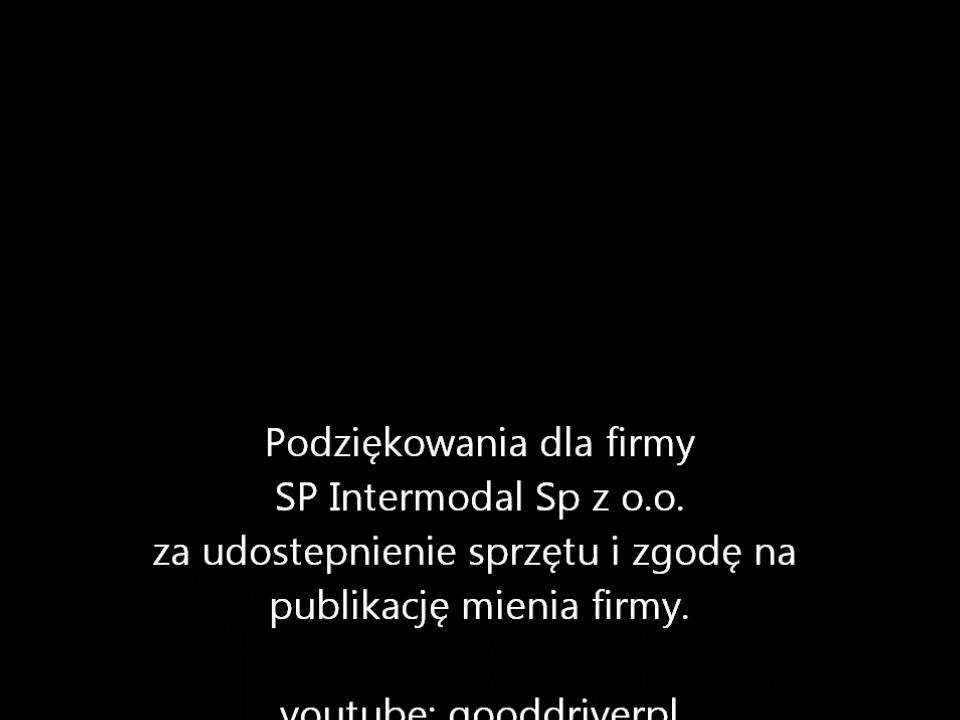 Podziękowania dla firmy
SP Intermodal Sp z o.o.
za udostepnienie sprzętu i zgodę na
publikację mienia firmy.
youtube: gooddriverpl